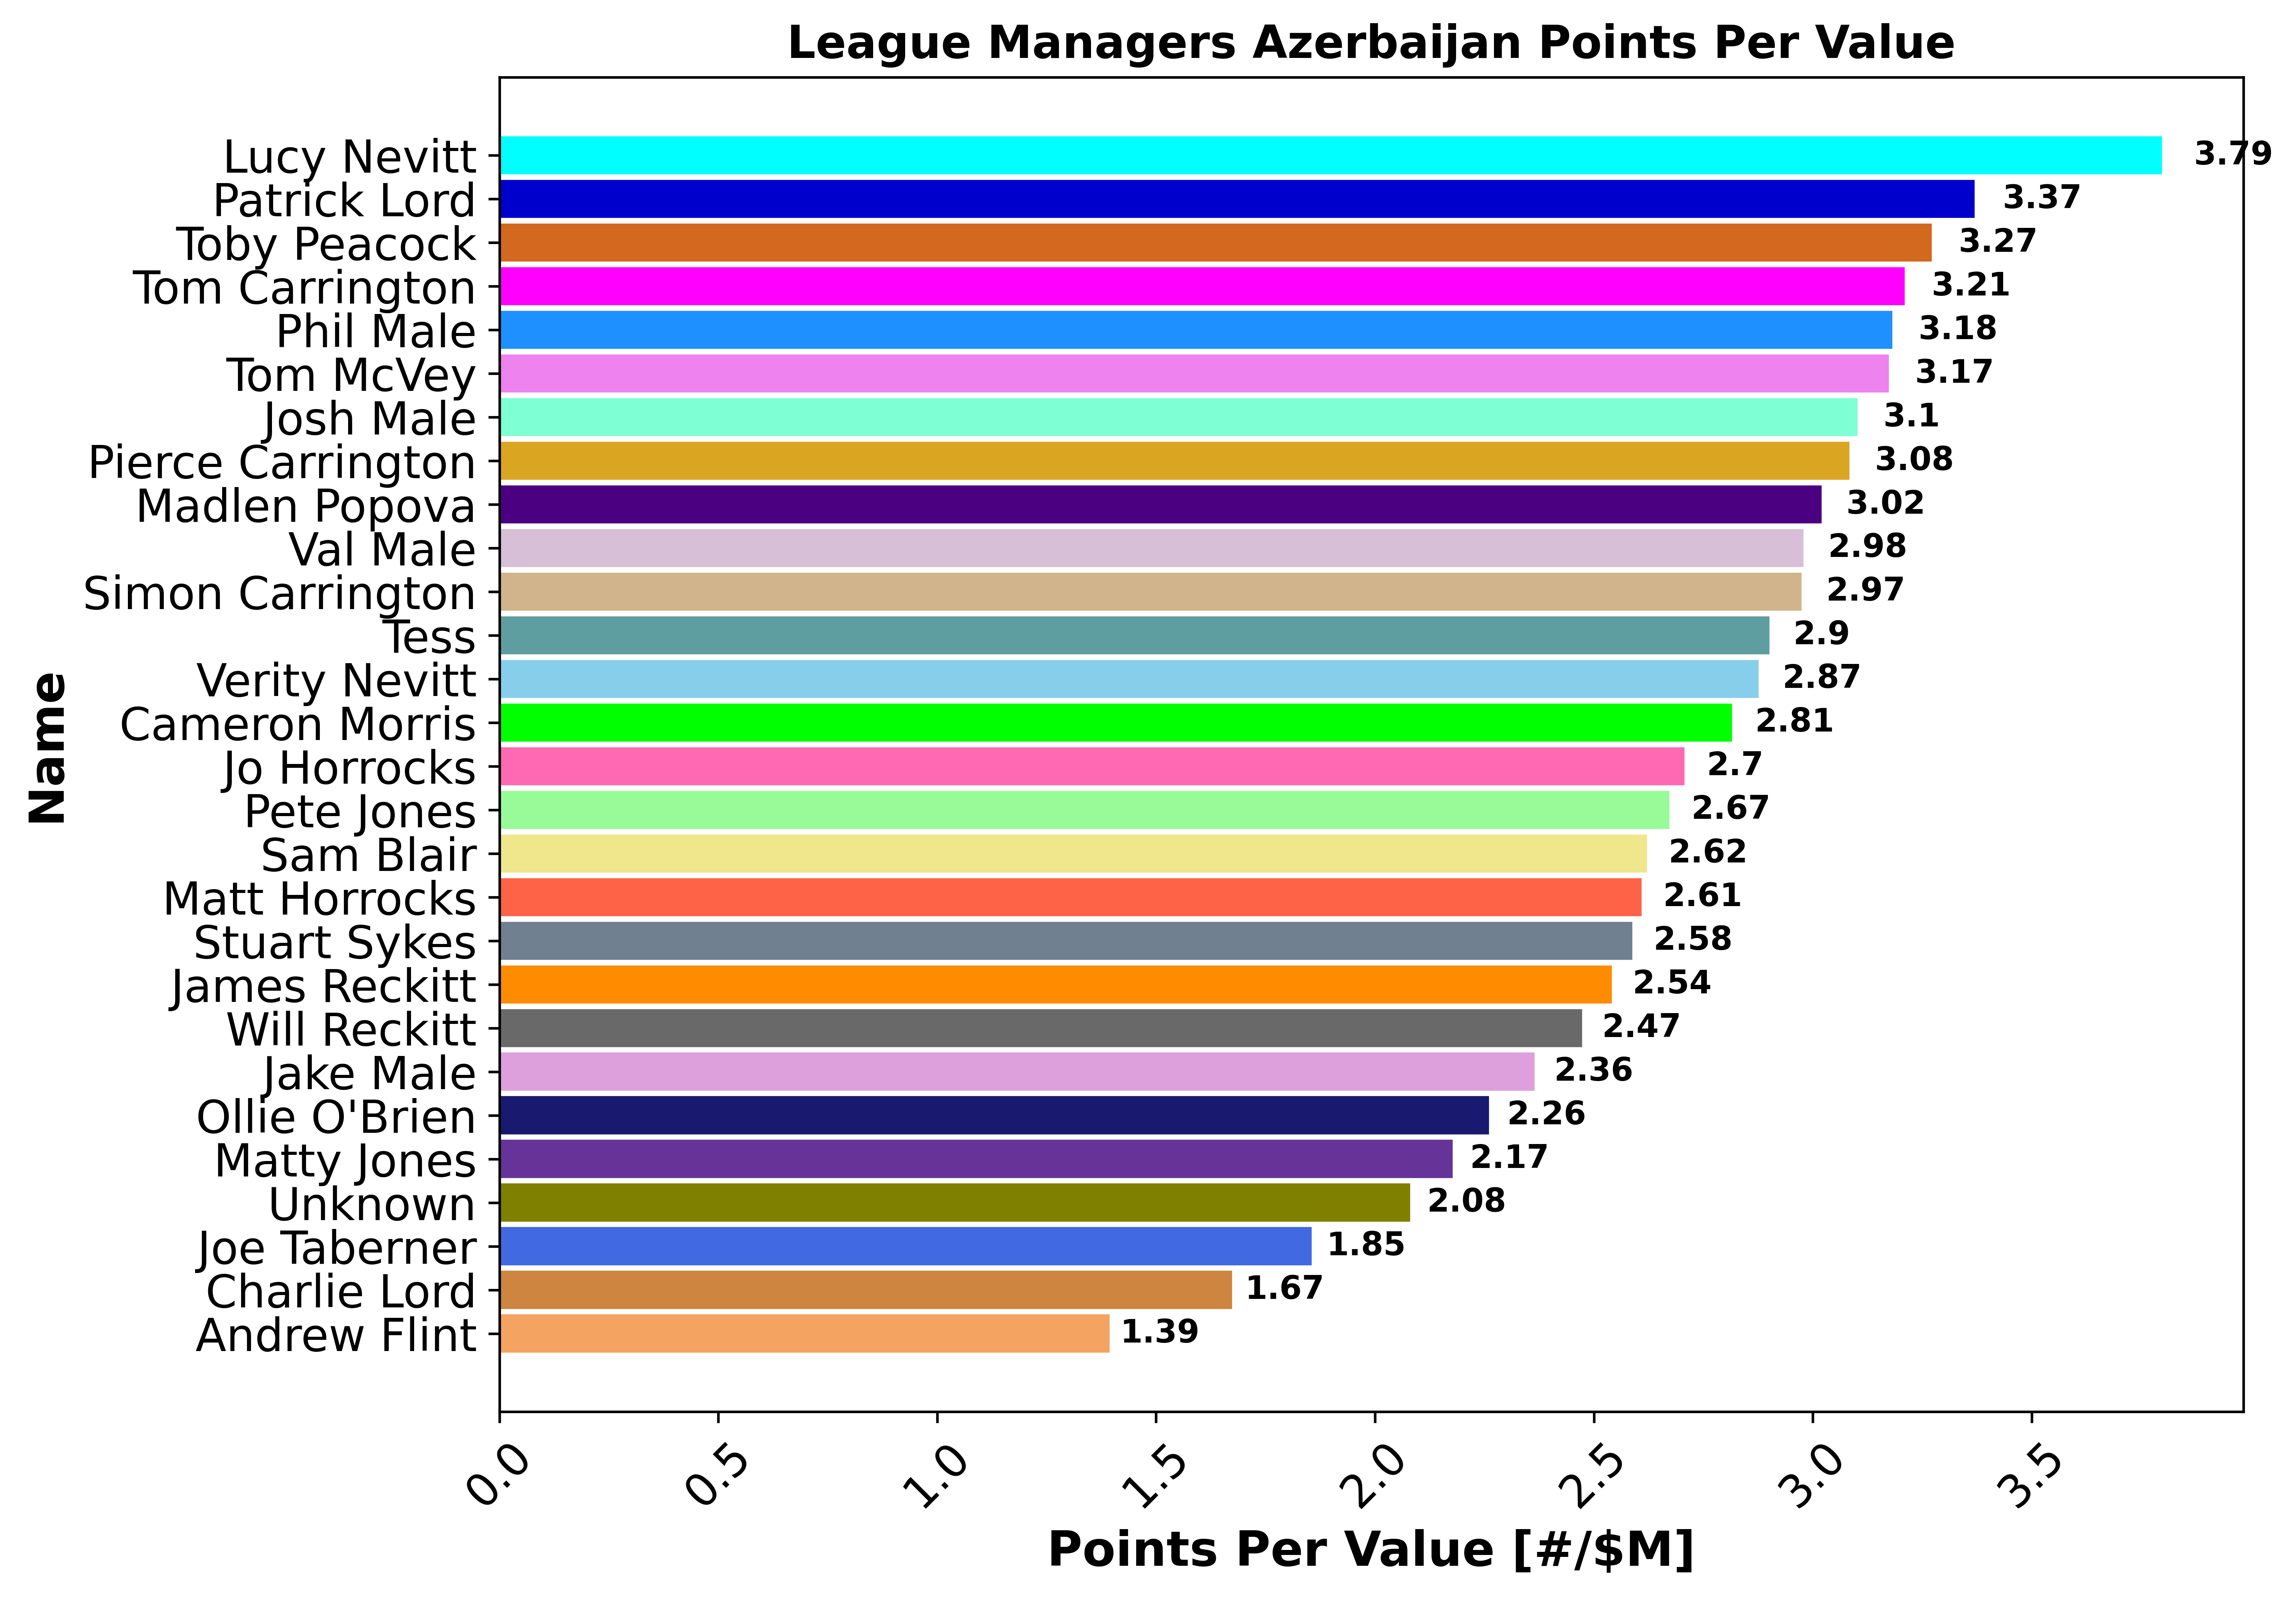 League Managers Azerbaijan Points Per Value
Lucy Nevitt 3.79
Patrick Lord 3.37
Toby Peacock 3.27
Tom Carrington 3.21
Phil Male 3.18
Tom McVey 3.17
Josh Male 3.1
Pierce Carrington 3.08
Madlen Popova 3.02
Val Male 2.98
Simon Carrington 2.97
Tess 2.9
Verity Nevitt 2.87
Cameron Morris 2.81
Jo Horrocks 2.7
Pete Jones 2.67
Sam Blair 2.62
Matt Horrocks 2.61
Stuart Sykes 2.58
James Reckitt 2.54
Will Reckitt 2.47
Jake Male 2.36
Ollie O'Brien 2.26
Matty Jones 2.17
Unknown 2.08
Joe Taberner 1.85
Charlie Lord 1.67
Andrew Flint 1.39
Name
0.0 0.5 1.0 1.5 2.0 2.5 3.0 3.5
Points Per Value [#/$M]